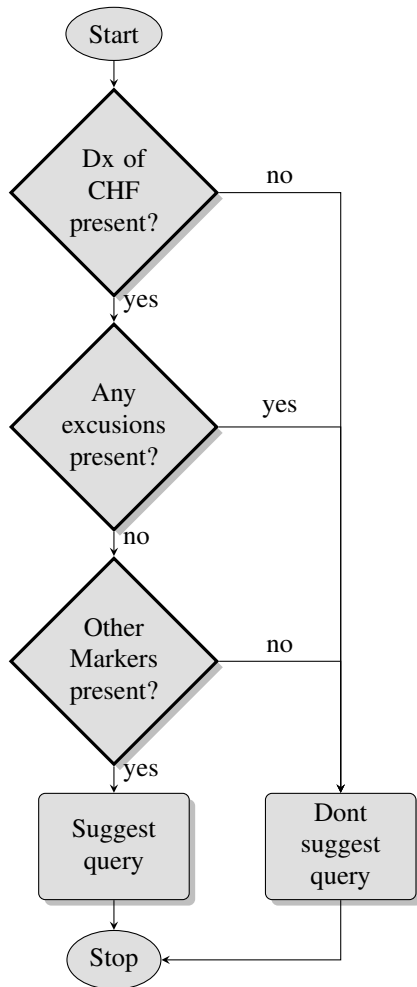 Start
Dx of
CHF
present?
no
yes
Any
excusions
present?
yes
no
Other
Markers
present?
no
yes
Suggest
query
Dont
suggest
query
Stop